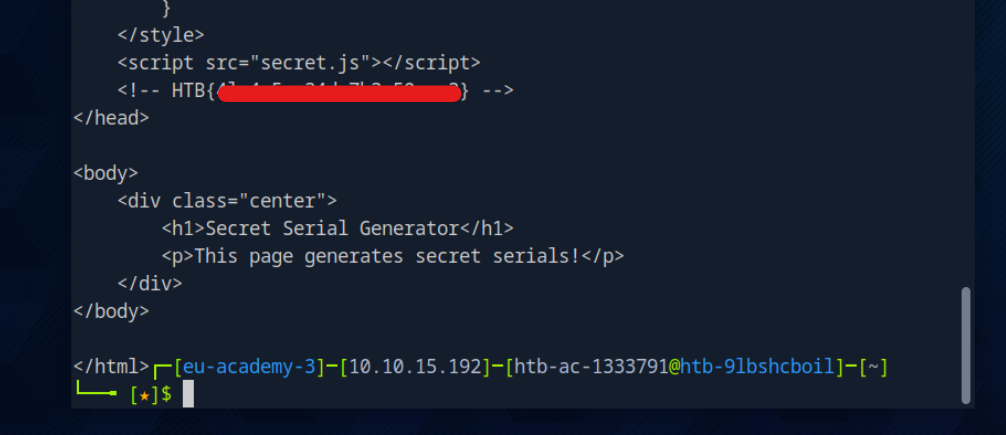 }
</style>
<script src="secret.js"></script>
<!-- HTB{} -->
</head>
<body>
<div class="center">
<h1>Secret Serial Generator</h1>
<p>This page generates secret serials!</p>
</div>
</body>
</html>┌─[eu-academy-3]─[10.10.15.192]─[htb-ac-1333791@htb-9lbshcboil]─[~]
└──╼ [★]$